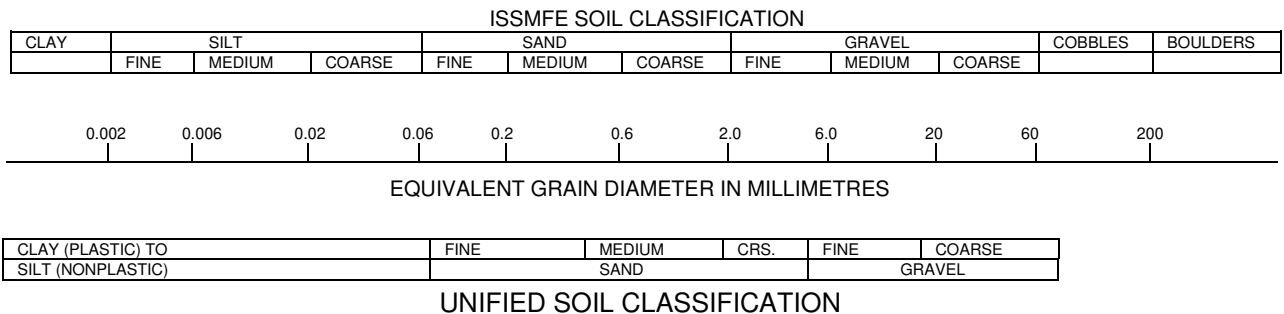 ISSMFE SOIL CLASSIFICATION
CLAY SILT SAND GRAVEL COBBLES BOULDERS
FINE MEDIUM COARSE FINE MEDIUM COARSE FINE MEDIUM COARSE
0.002 0.006 0.02 0.06 0.2 0.6 2.0 6.0 20 60 200
EQUIVALENT GRAIN DIAMETER IN MILLIMETRES
CLAY (PLASTIC) TO FINE MEDIUM CRS. FINE COARSE
SILT (NONPLASTIC) SAND GRAVEL
UNIFIED SOIL CLASSIFICATION